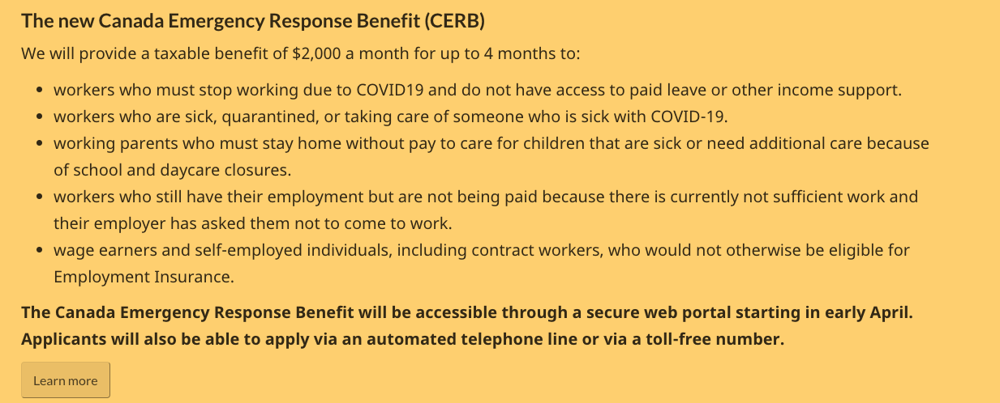 The new Canada Emergency Response Benefit (CERB)
We will provide a taxable benefit of $2,000 a month for up to 4 months to:
• workers who must stop working due to COVID19 and do not have access to paid leave or other income support.
• workers who are sick, quarantined, or taking care of someone who is sick with COVID-19.
• working parents who must stay home without pay to care for children that are sick or need additional care because
of school and daycare closures.
• workers who still have their employment but are not being paid because there is currently not sufficient work and
their employer has asked them not to come to work.
• wage earners and self-employed individuals, including contract workers, who would not otherwise be eligible for
Employment Insurance.
The Canada Emergency Response Benefit will be accessible through a secure web portal starting in early April.
Applicants will also be able to apply via an automated telephone line or via a toll-free number.
Learn more